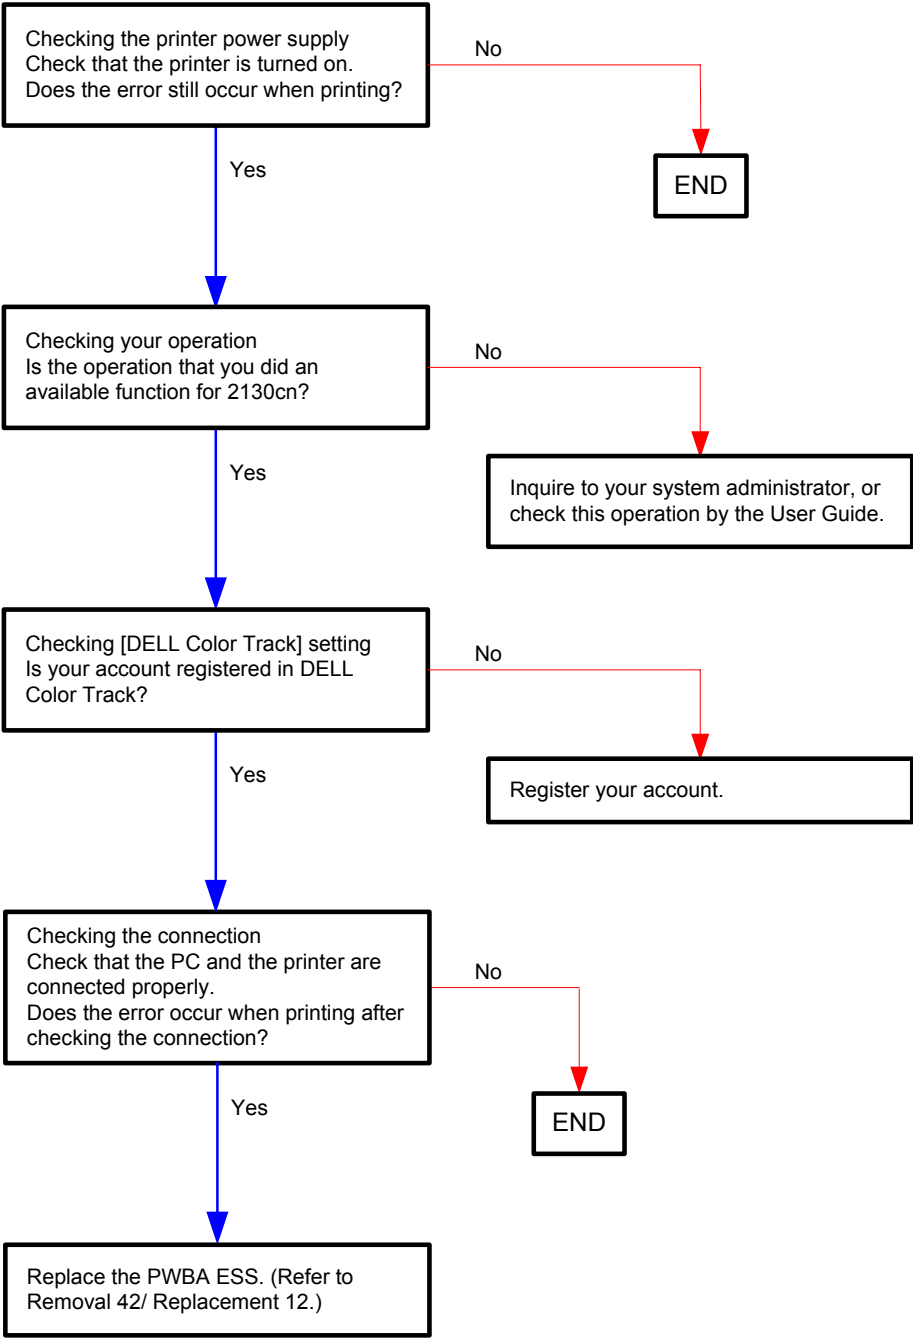 Checking the printer power supply
Check that the printer is turned on.
Does the error still occur when printing?
No
Yes
END
Checking your operation
Is the operation that you did an
available function for 2130cn?
No
Yes
Inquire to your system administrator, or
check this operation by the User Guide.
Checking [DELL Color Track] setting
Is your account registered in DELL
Color Track?
No
Yes
Register your account.
Checking the connection
Check that the PC and the printer are
connected properly.
Does the error occur when printing after
checking the connection?
No
Yes
END
Replace the PWBA ESS. (Refer to
Removal 42/ Replacement 12.)